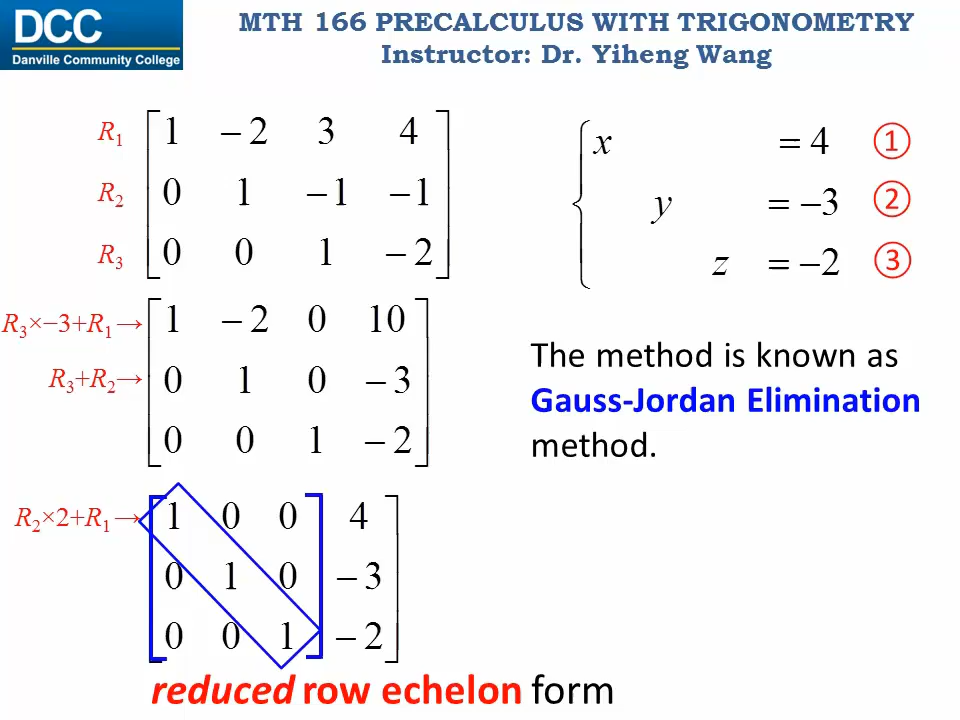 DCC
Danville Community College
MTH 166 PRECALCULUS WITH TRIGONOMETRY
Instructor: Dr. Yiheng Wang
R₁ 1 −2 3 4
R₂ 0 1 −1 −1
R₃ 0 0 1 −2
R₃×−3+R₁→ 1 −2 0 10
R₃+R₂→ 0 1 0 −3
0 0 1 −2
R₂×2+R₁→ 1 0 0 4
0 1 0 −3
0 0 1 −2
reduced row echelon form
x = 4 ①
y = −3 ②
z = −2 ③
The method is known as
Gauss-Jordan Elimination
method.